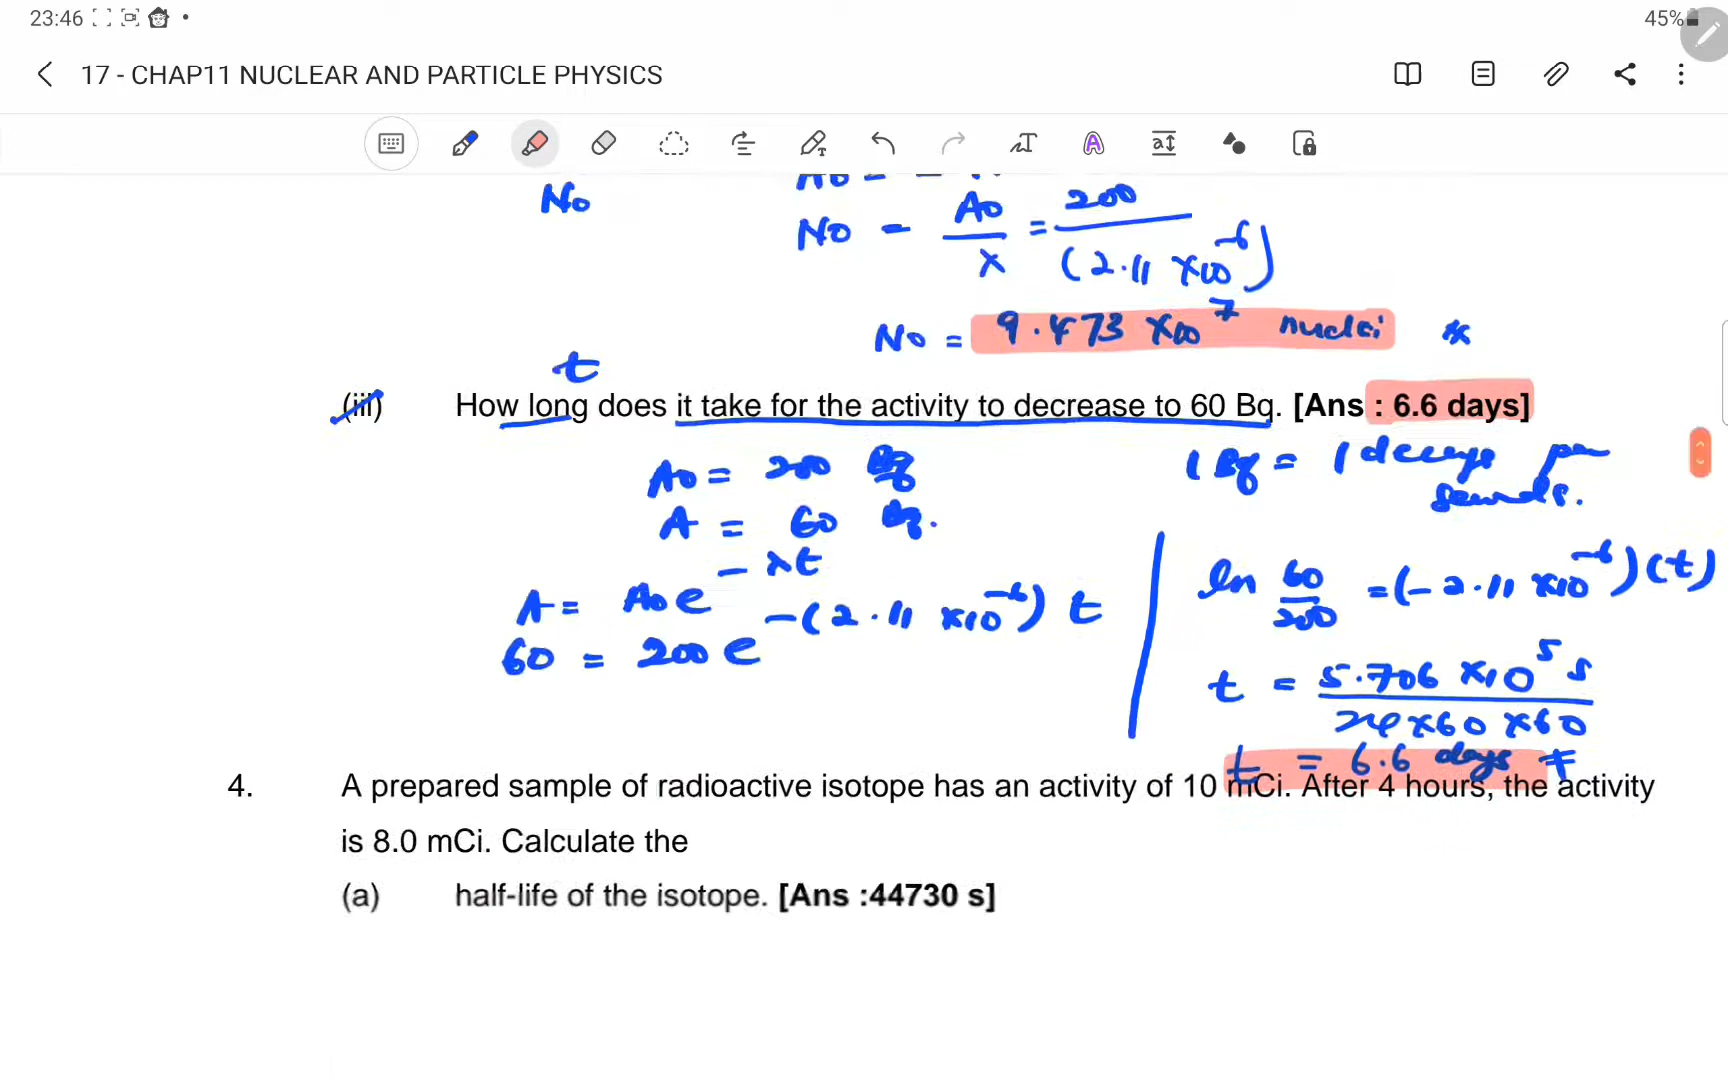 23:46
45%
17 - CHAP11 NUCLEAR AND PARTICLE PHYSICS
No
No = Ao / λ = 200 / (2.11 x10^-6)
No = 9.473 x10^7 nuclei *
t
(iii) How long does it take for the activity to decrease to 60 Bq. [Ans : 6.6 days]
Ao = 200 Bq
1 Bq = 1 decays per seconds.
A = 60 Bq.
A = Ao e^-λt
60 = 200 e^-(2.11 x10^-6) t
ln 60/200 = (-2.11 x10^-6)(t)
t = 5.706 x10^5 s / 24 x60 x60
t = 6.6 days #
4. A prepared sample of radioactive isotope has an activity of 10 mCi. After 4 hours, the activity
is 8.0 mCi. Calculate the
(a) half-life of the isotope. [Ans :44730 s]